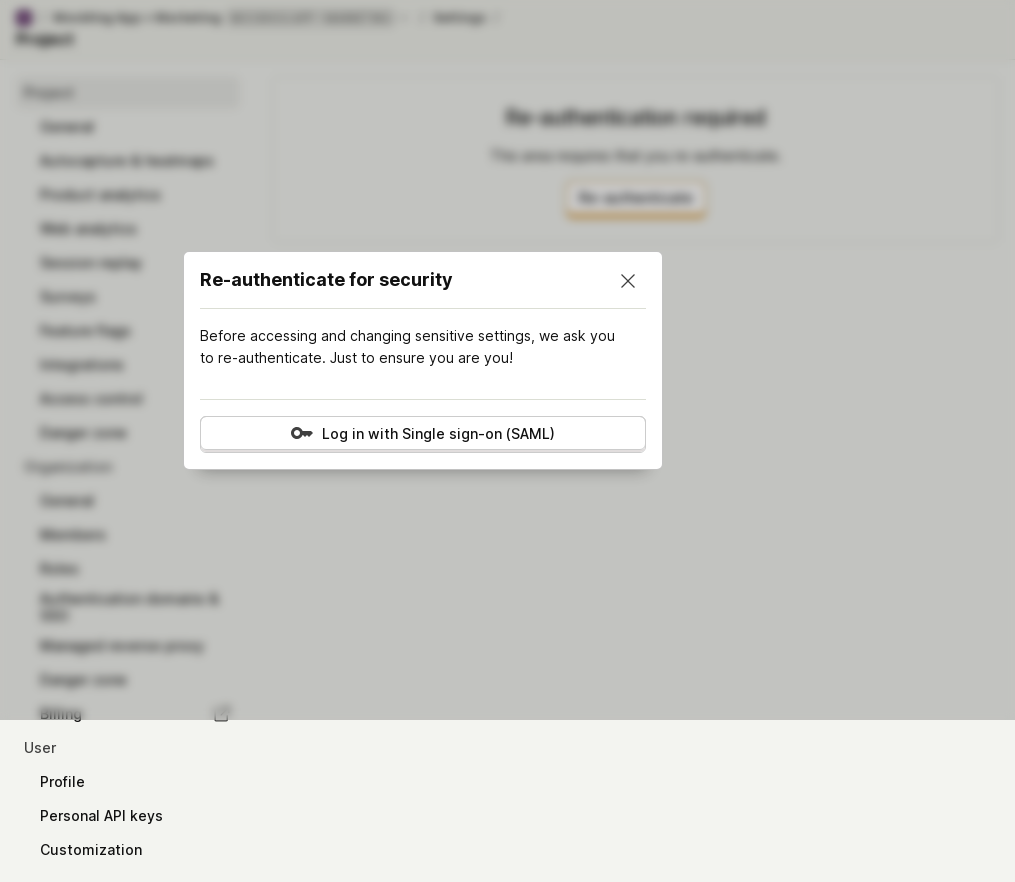 Settings
Project
Project
Re-authentication required
General
This area requires that you re-authenticate.
Autocapture & heatmaps
Product analytics
Re-authenticate
Web analytics
Session replay
Surveys
Feature flags
Integrations
Access control
Danger zone
Re-authenticate for security
Before accessing and changing sensitive settings, we ask you
to re-authenticate. Just to ensure you are you!
Log in with Single sign-on (SAML)
Organization
General
Members
Roles
Authentication domains &
SSO
Managed reverse proxy
Danger zone
Billing
User
Profile
Personal API keys
Customization